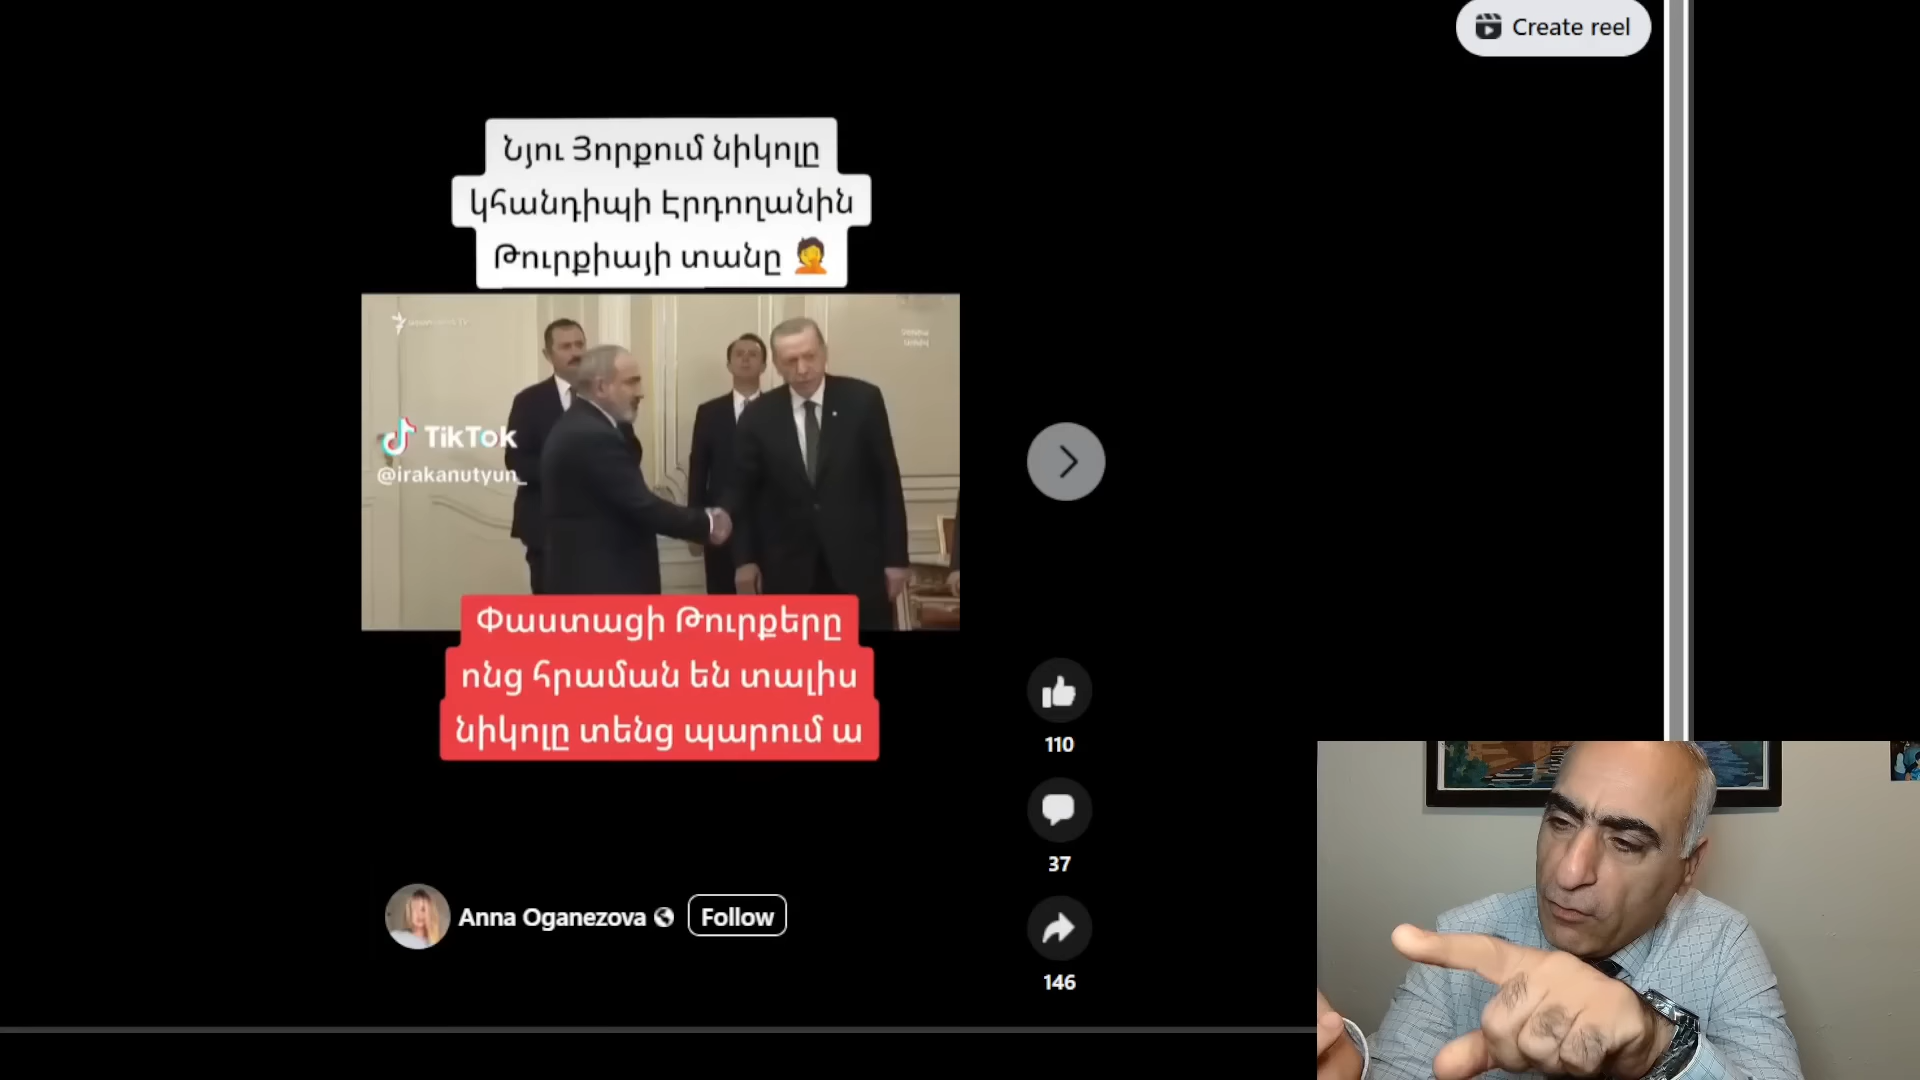 Create reel
Նյու Յորքում նիկոլը
կհանդիպի Էրդողանին
Թուրքիայի տանը
TikTok
@irakanutyun_
Փաստացի Թուրքերը
ոնց հրաման են տալիս
նիկոլը տենց պարում ա
110
37
146
Anna Oganezova
Follow